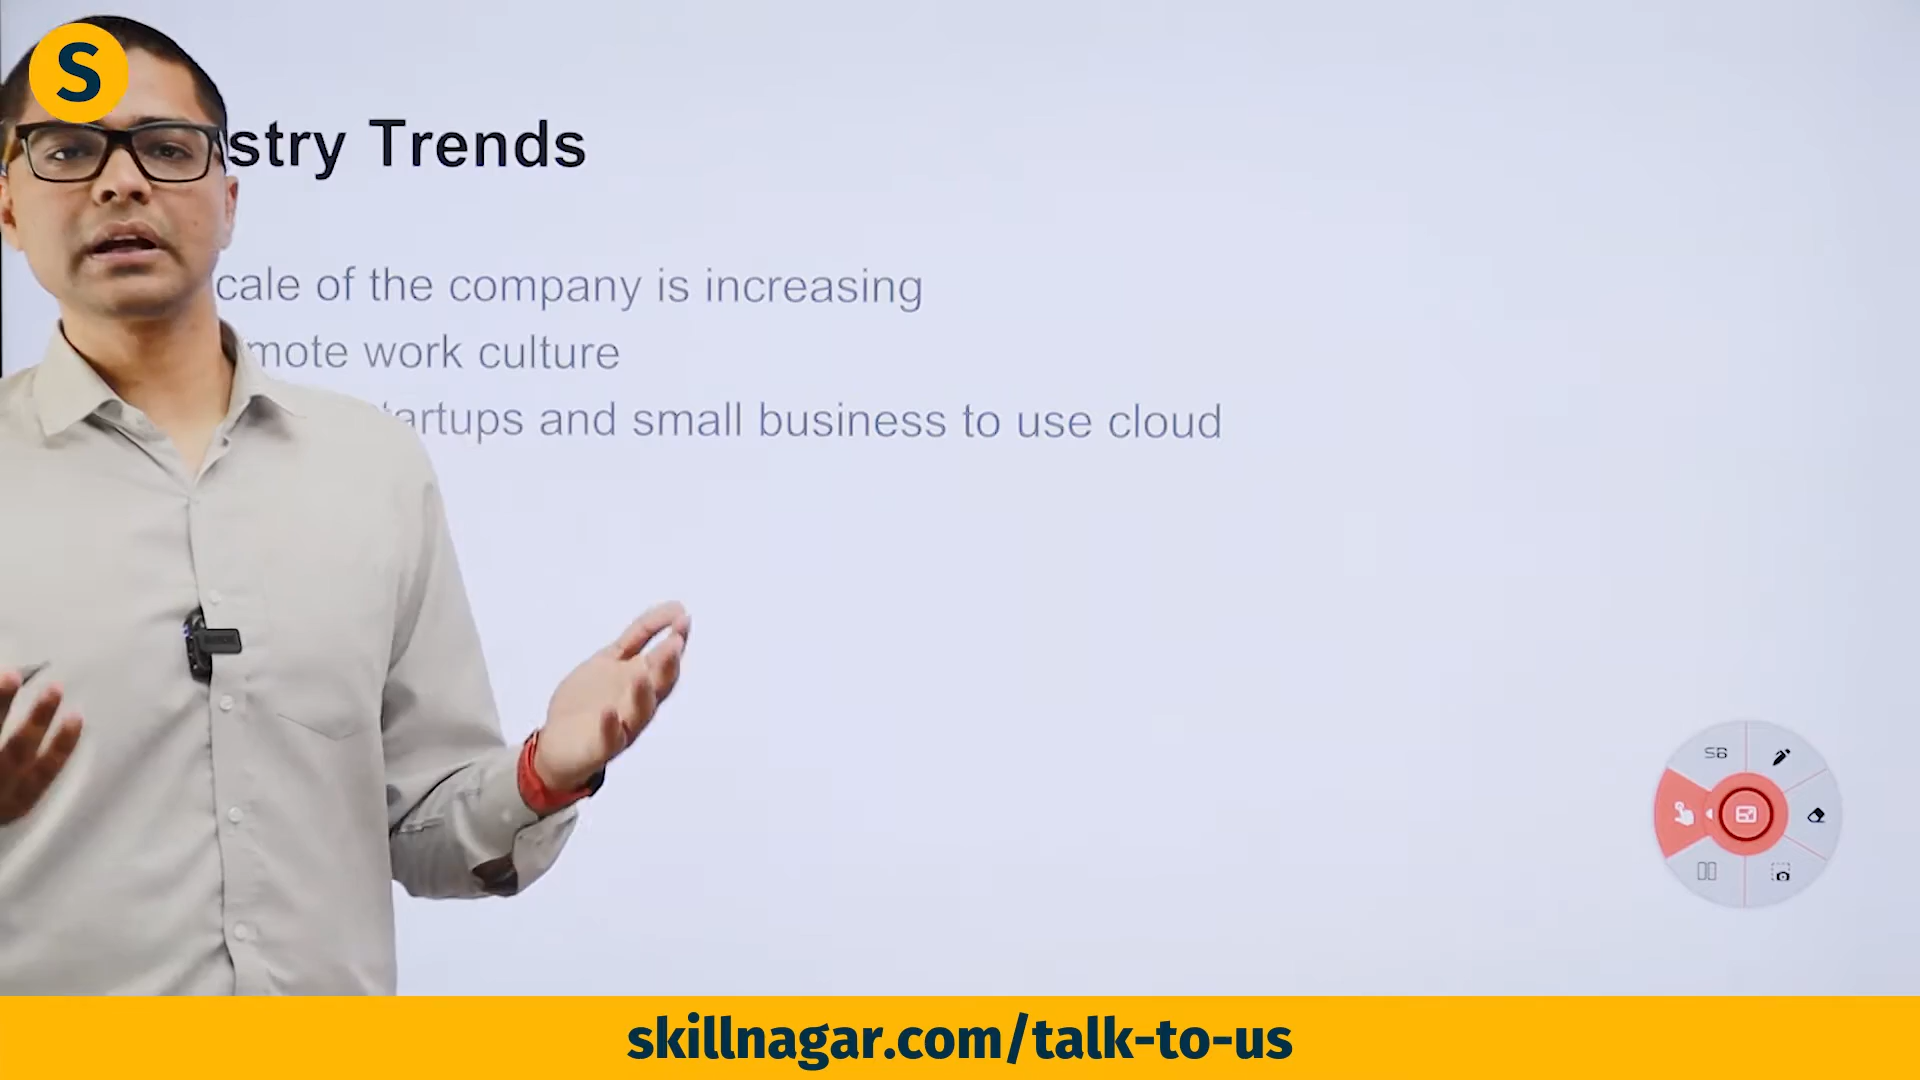 S
stry Trends
cale of the company is increasing
mote work culture
artups and small business to use cloud
SB
skillnagar.com/talk-to-us